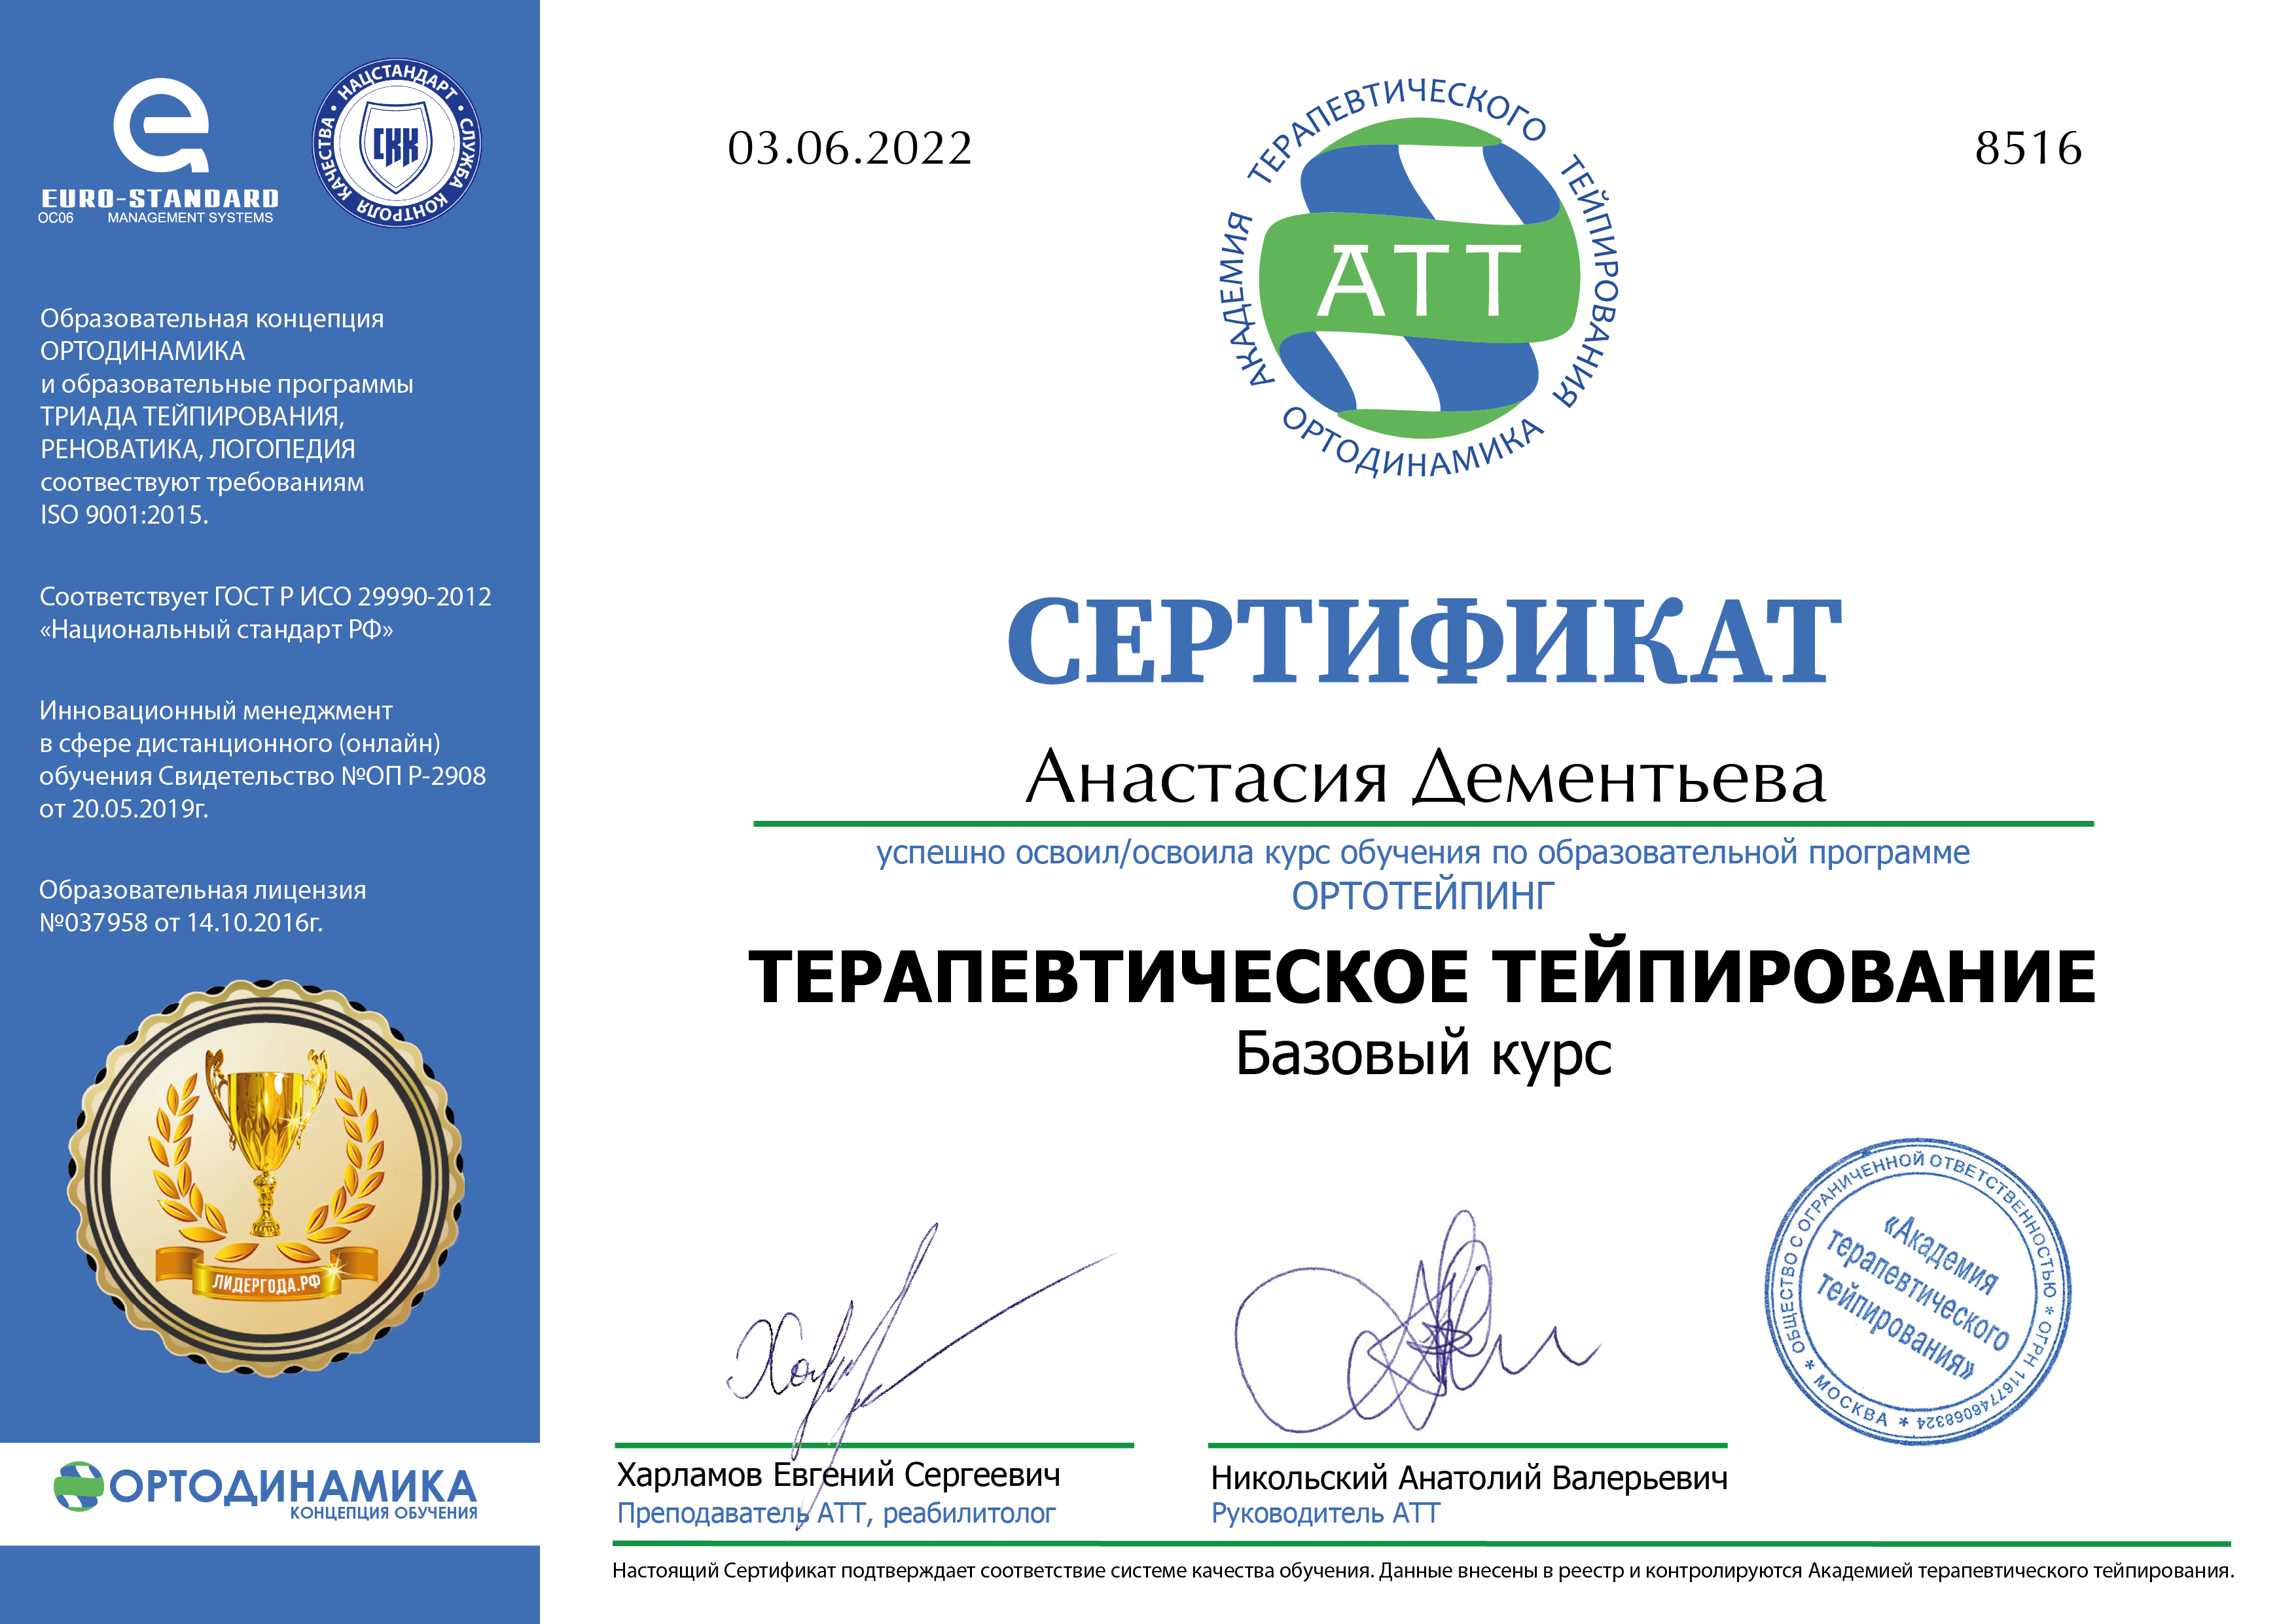 EURO-STANDARD
ОС06 MANAGEMENT SYSTEMS
НАЦСТАНДАРТ • СЛУЖБА КОНТРОЛЯ КАЧЕСТВА •
СКК
Образовательная концепция
ОРТОДИНАМИКА
и образовательные программы
ТРИАДА ТЕЙПИРОВАНИЯ,
РЕНОВАТИКА, ЛОГОПЕДИЯ
соотвествуют требованиям
ISO 9001:2015.
Соответствует ГОСТ Р ИСО 29990-2012
«Национальный стандарт РФ»
Инновационный менеджмент
в сфере дистанционного (онлайн)
обучения Свидетельство №ОП Р-2908
от 20.05.2019г.
Образовательная лицензия
№037958 от 14.10.2016г.
ЛИДЕРГОДА.РФ
ОРТОДИНАМИКА
КОНЦЕПЦИЯ ОБУЧЕНИЯ
03.06.2022
АКАДЕМИЯ ТЕРАПЕВТИЧЕСКОГО ТЕЙПИРОВАНИЯ
АТТ
ОРТОДИНАМИКА
8516
СЕРТИФИКАТ
Анастасия Дементьева
успешно освоил/освоила курс обучения по образовательной программе
ОРТОТЕЙПИНГ
ТЕРАПЕВТИЧЕСКОЕ ТЕЙПИРОВАНИЕ
Базовый курс
ОБЩЕСТВО С ОГРАНИЧЕННОЙ ОТВЕТСТВЕННОСТЬЮ * ОГРН 1167746068324 * МОСКВА *
«Академия
терапевтического
тейпирования»
Харламов Евгений Сергеевич
Преподаватель АТТ, реабилитолог
Никольский Анатолий Валерьевич
Руководитель АТТ
Настоящий Сертификат подтверждает соответствие системе качества обучения. Данные внесены в реестр и контролируются Академией терапевтического тейпирования.